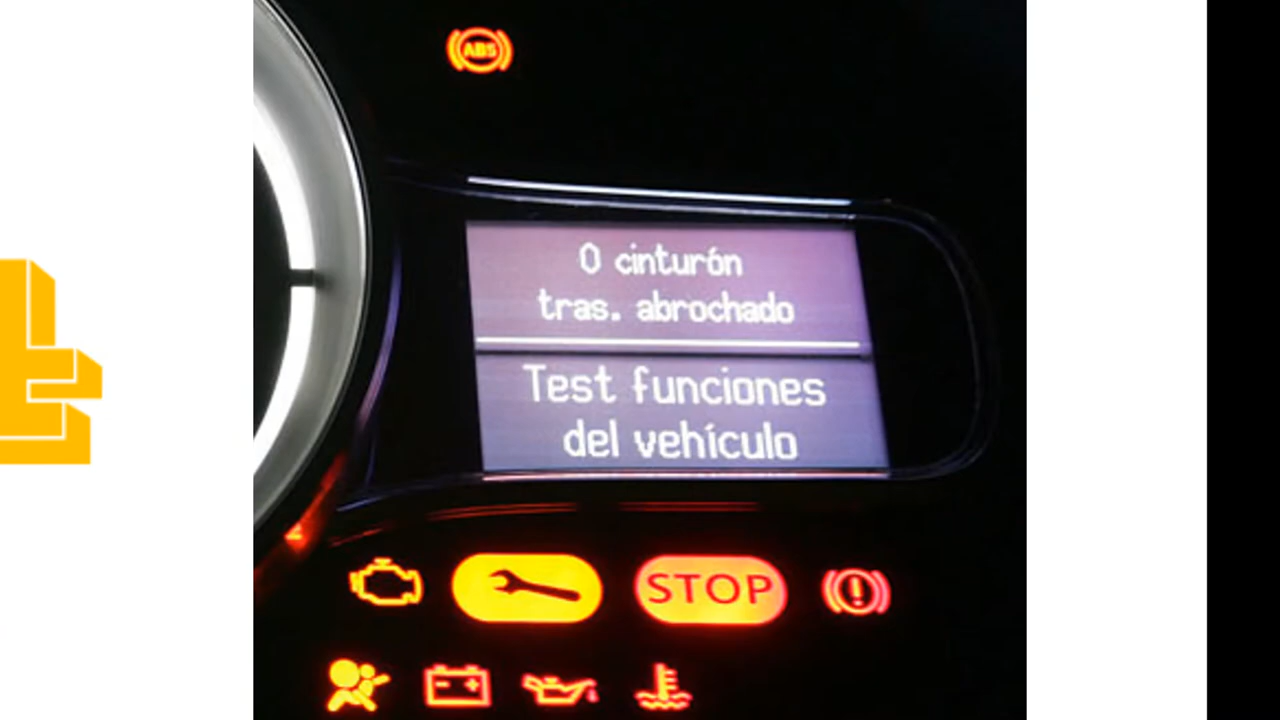 ABS
0 cinturón
tras. abrochado
Test funciones
del vehículo
STOP